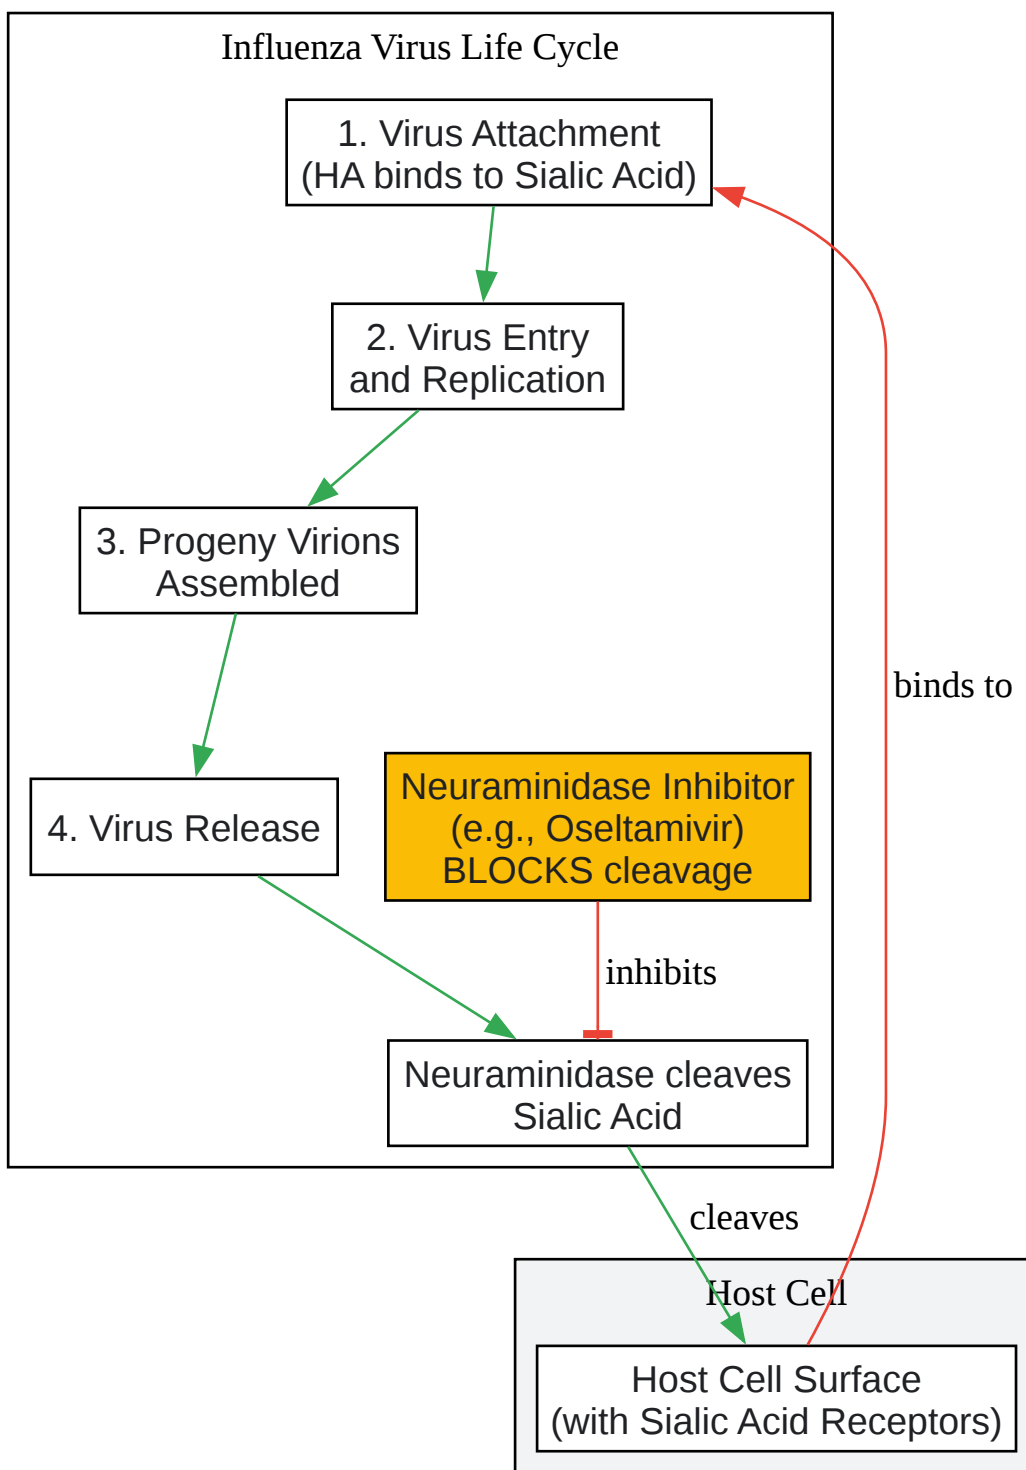 Influenza Virus Life Cycle
1. Virus Attachment
(HA binds to Sialic Acid)
2. Virus Entry
and Replication
3. Progeny Virions
Assembled
binds to
4. Virus Release
Neuraminidase Inhibitor
(e.g., Oseltamivir)
BLOCKS cleavage
inhibits
Neuraminidase cleaves
Sialic Acid
cleaves
Host Cell
Host Cell Surface
(with Sialic Acid Receptors)